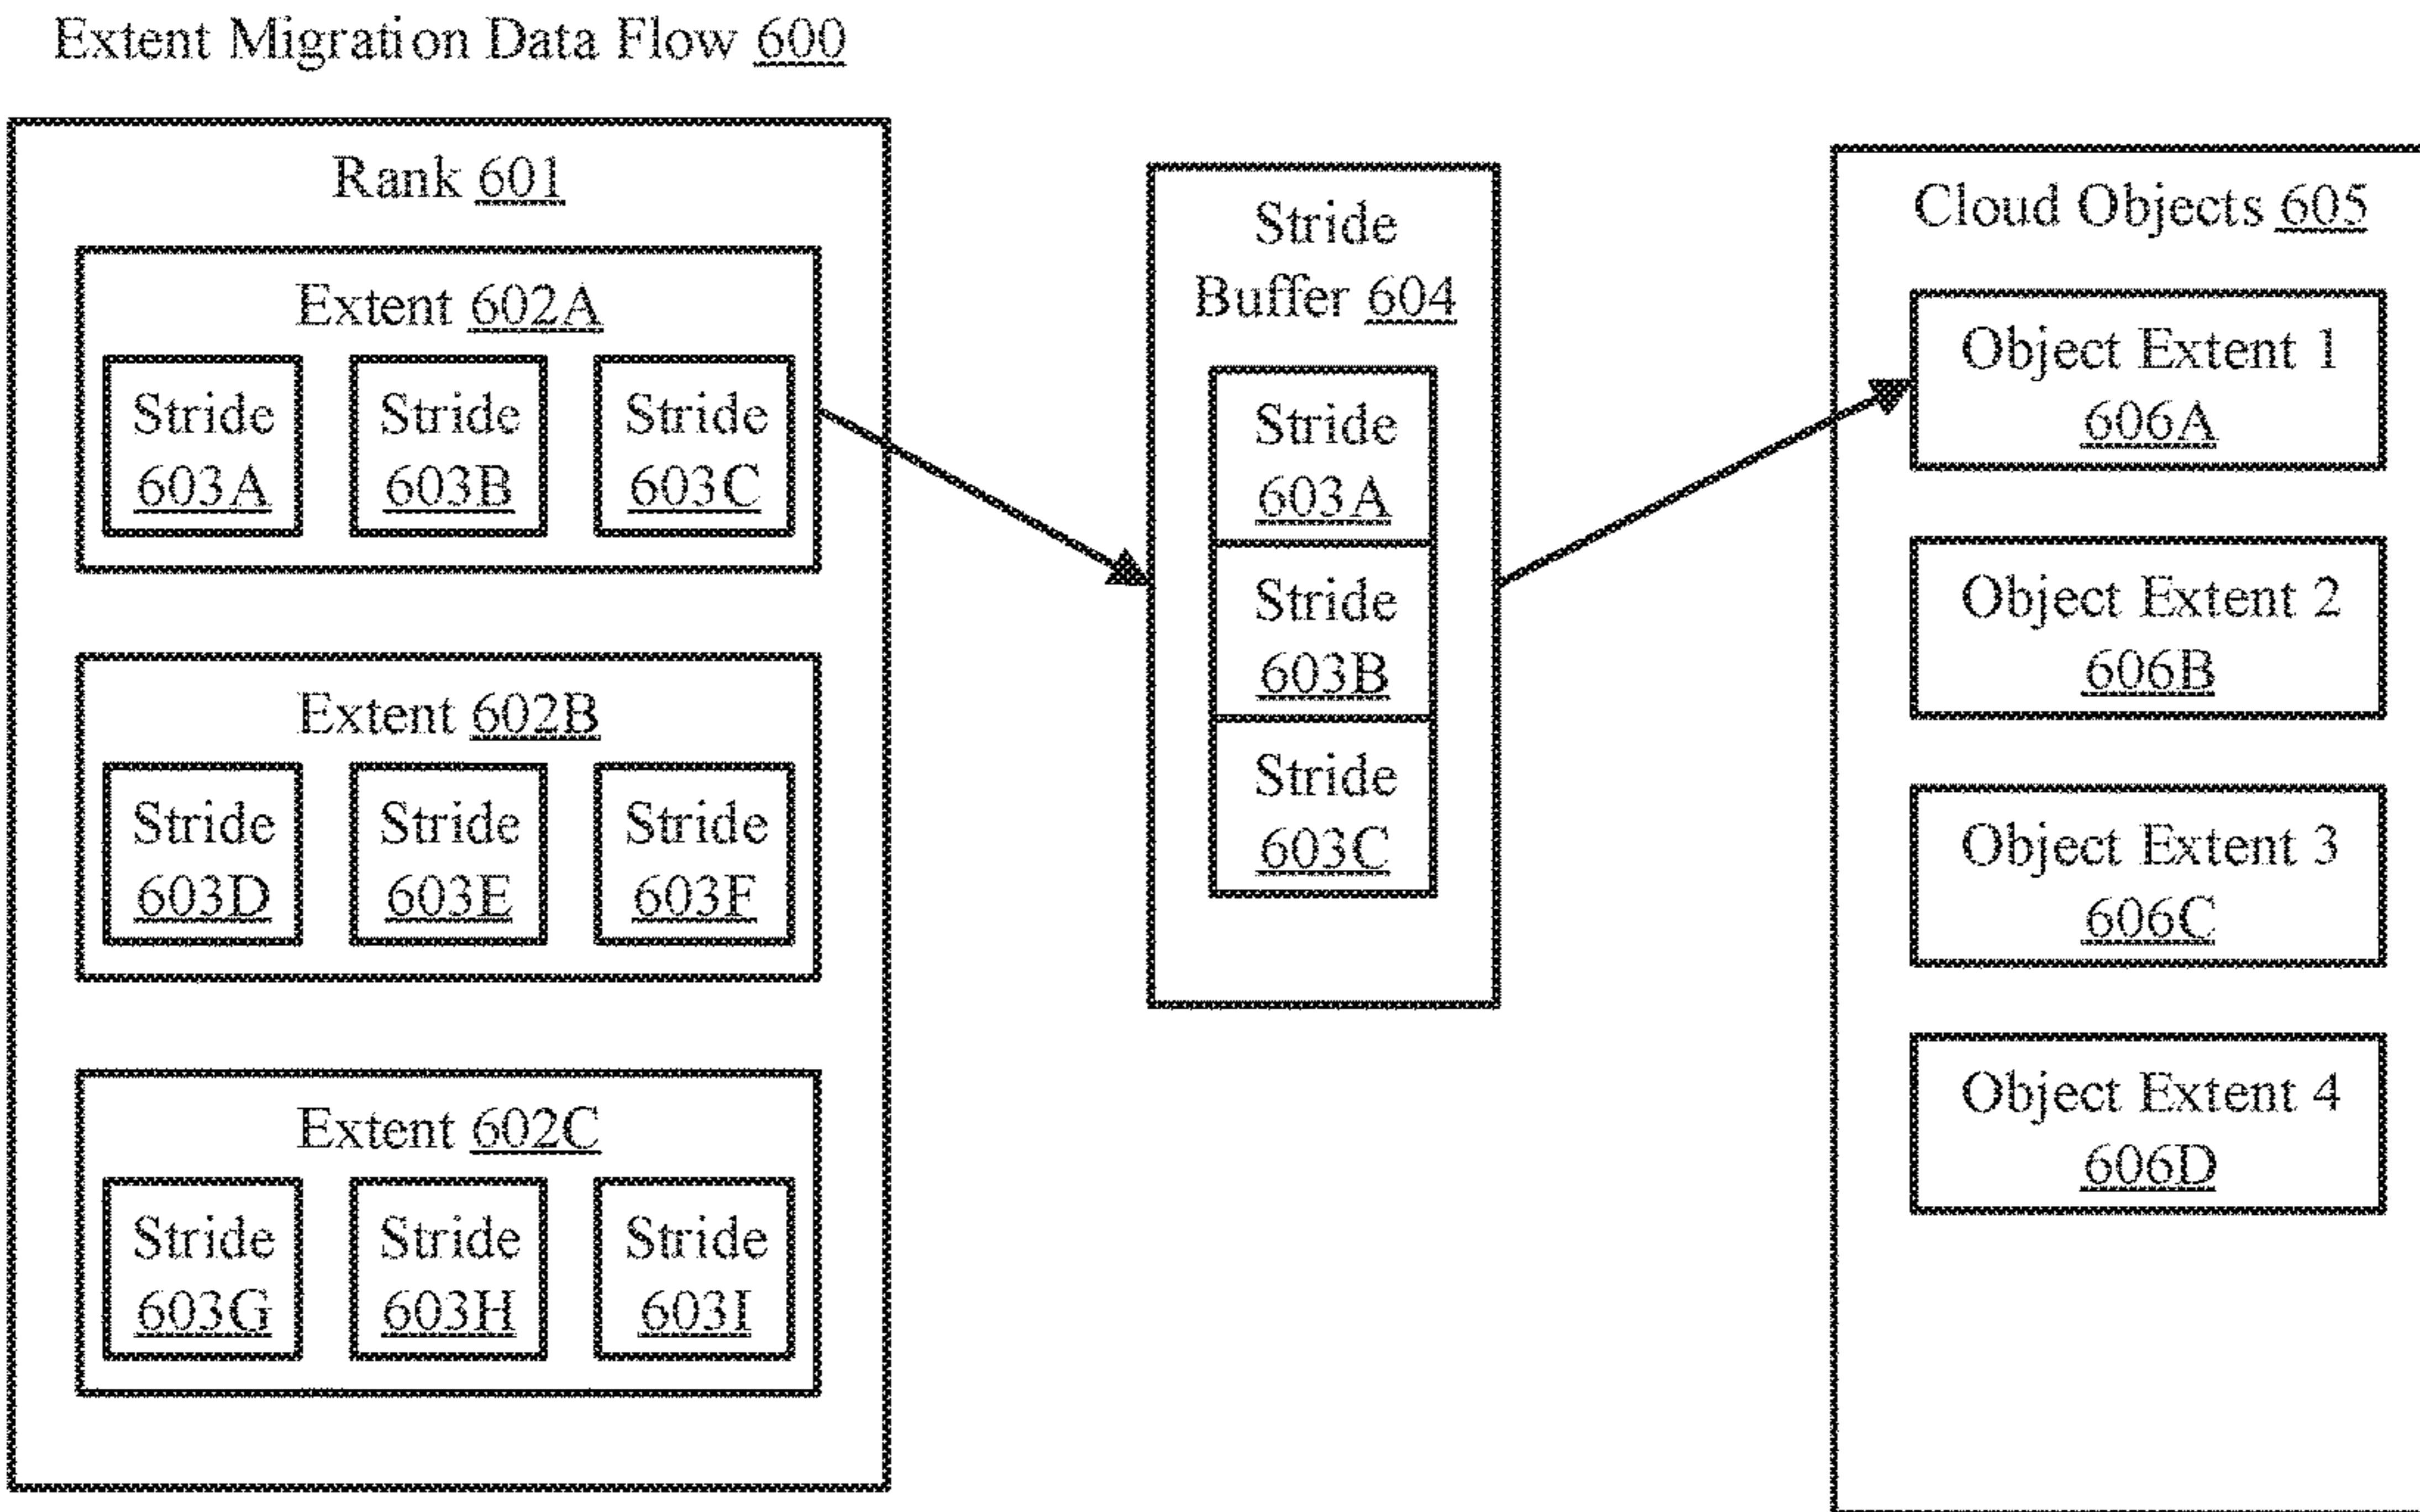 Extent Migration Data Flow 600
Rank 601
Extent 602A
Stride
603A
Stride
603B
Stride
603C
Extent 602B
Stride
603D
Stride
603E
Stride
603F
Extent 602C
Stride
603G
Stride
603H
Stride
603I
Stride
Buffer 604
Stride
603A
Stride
603B
Stride
603C
Cloud Objects 605
Object Extent 1
606A
Object Extent 2
606B
Object Extent 3
606C
Object Extent 4
606D